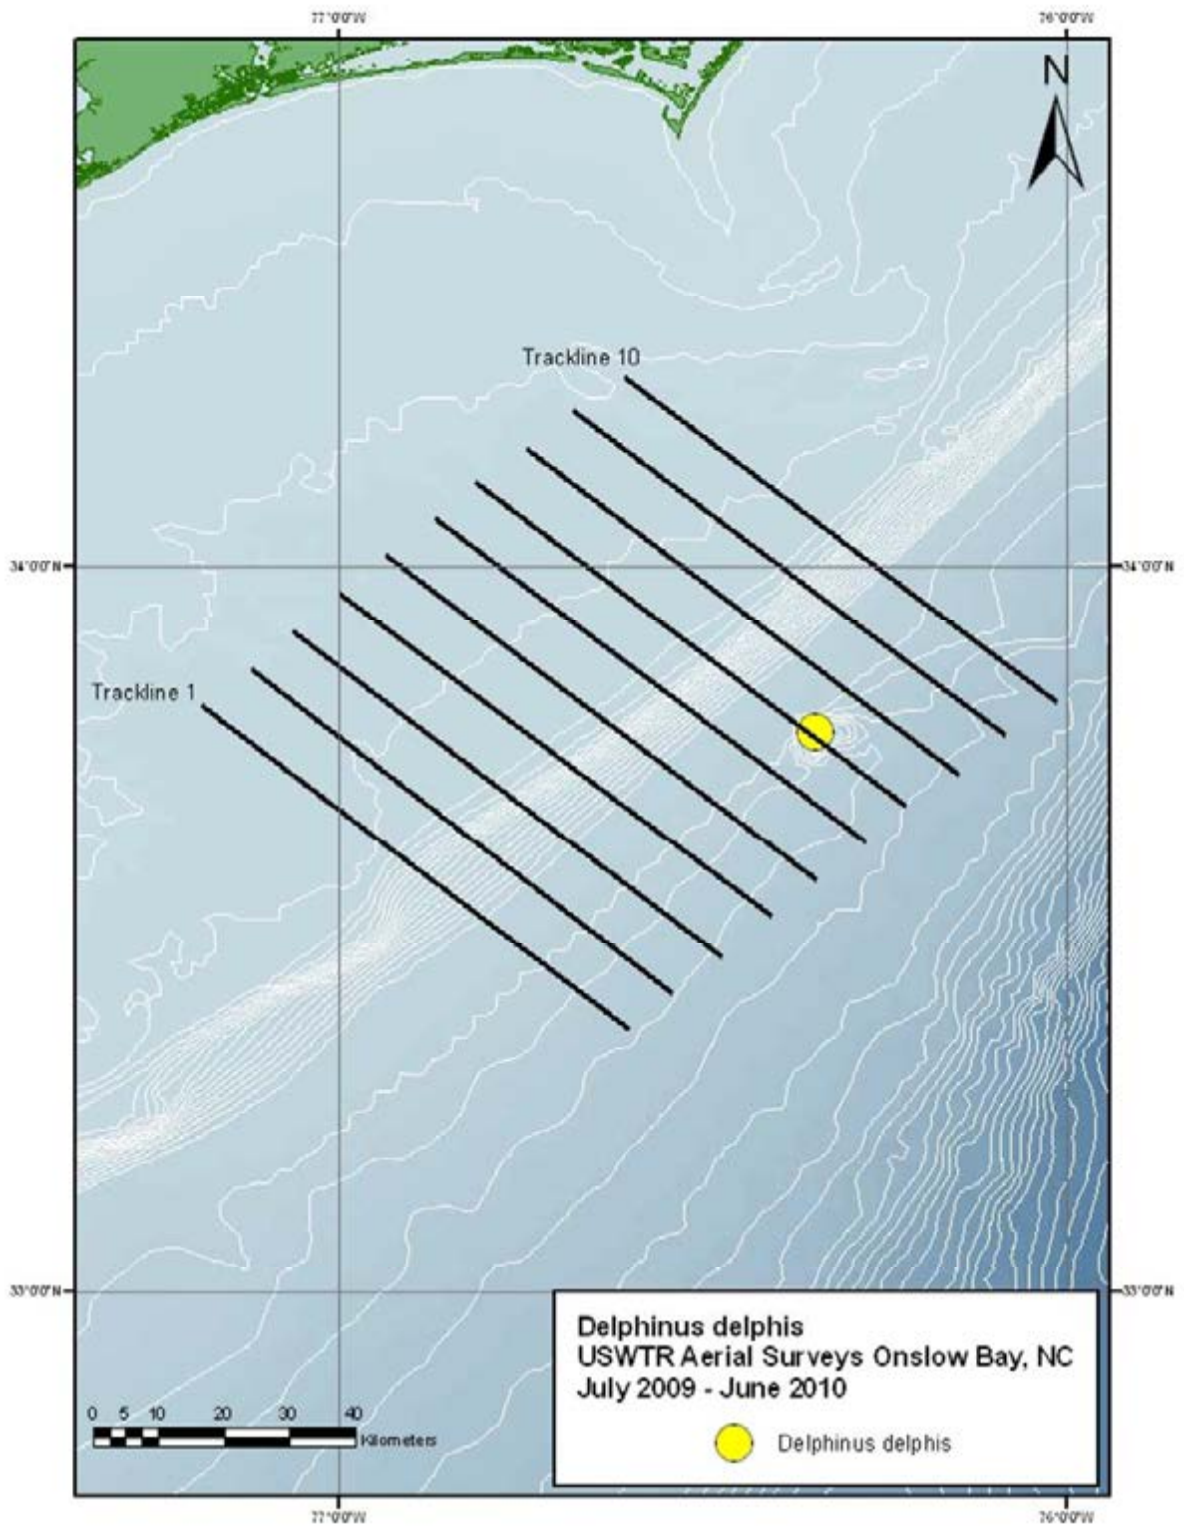 77°0'0"W 76°0'0"W
N
Trackline 10
34°0'0"N 34°0'0"N
Trackline 1
33°0'0"N 33°0'0"N
Delphinus delphis
USWTR Aerial Surveys Onslow Bay, NC
July 2009 - June 2010
0 5 10 20 30 40
Kilometers
Delphinus delphis
77°0'0"W 76°0'0"W